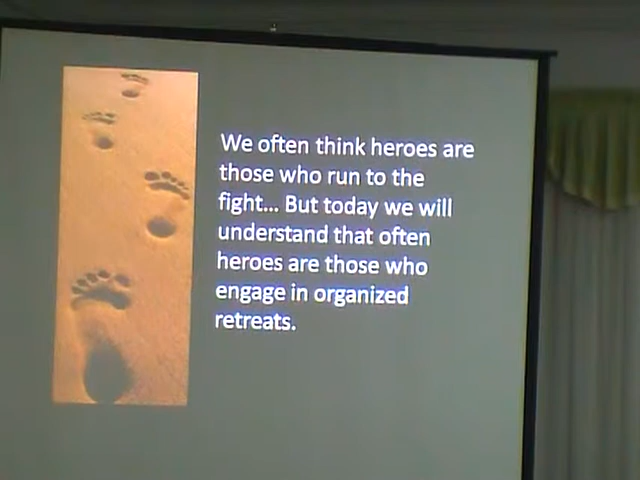 We often think heroes are
those who run to the
fight... But today we will
understand that often
heroes are those who
engage in organized
retreats.